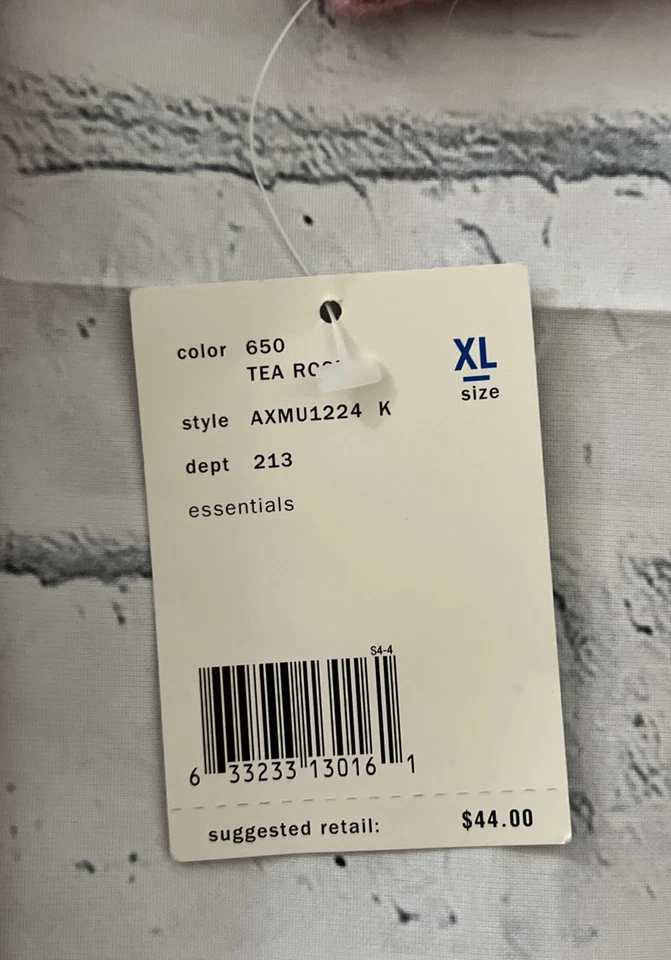 color 650
TEA
style AXMU1224 K
dept 213
essentials
XL
size
S4-4
6 33233 13016 1
suggested retail: $44.00